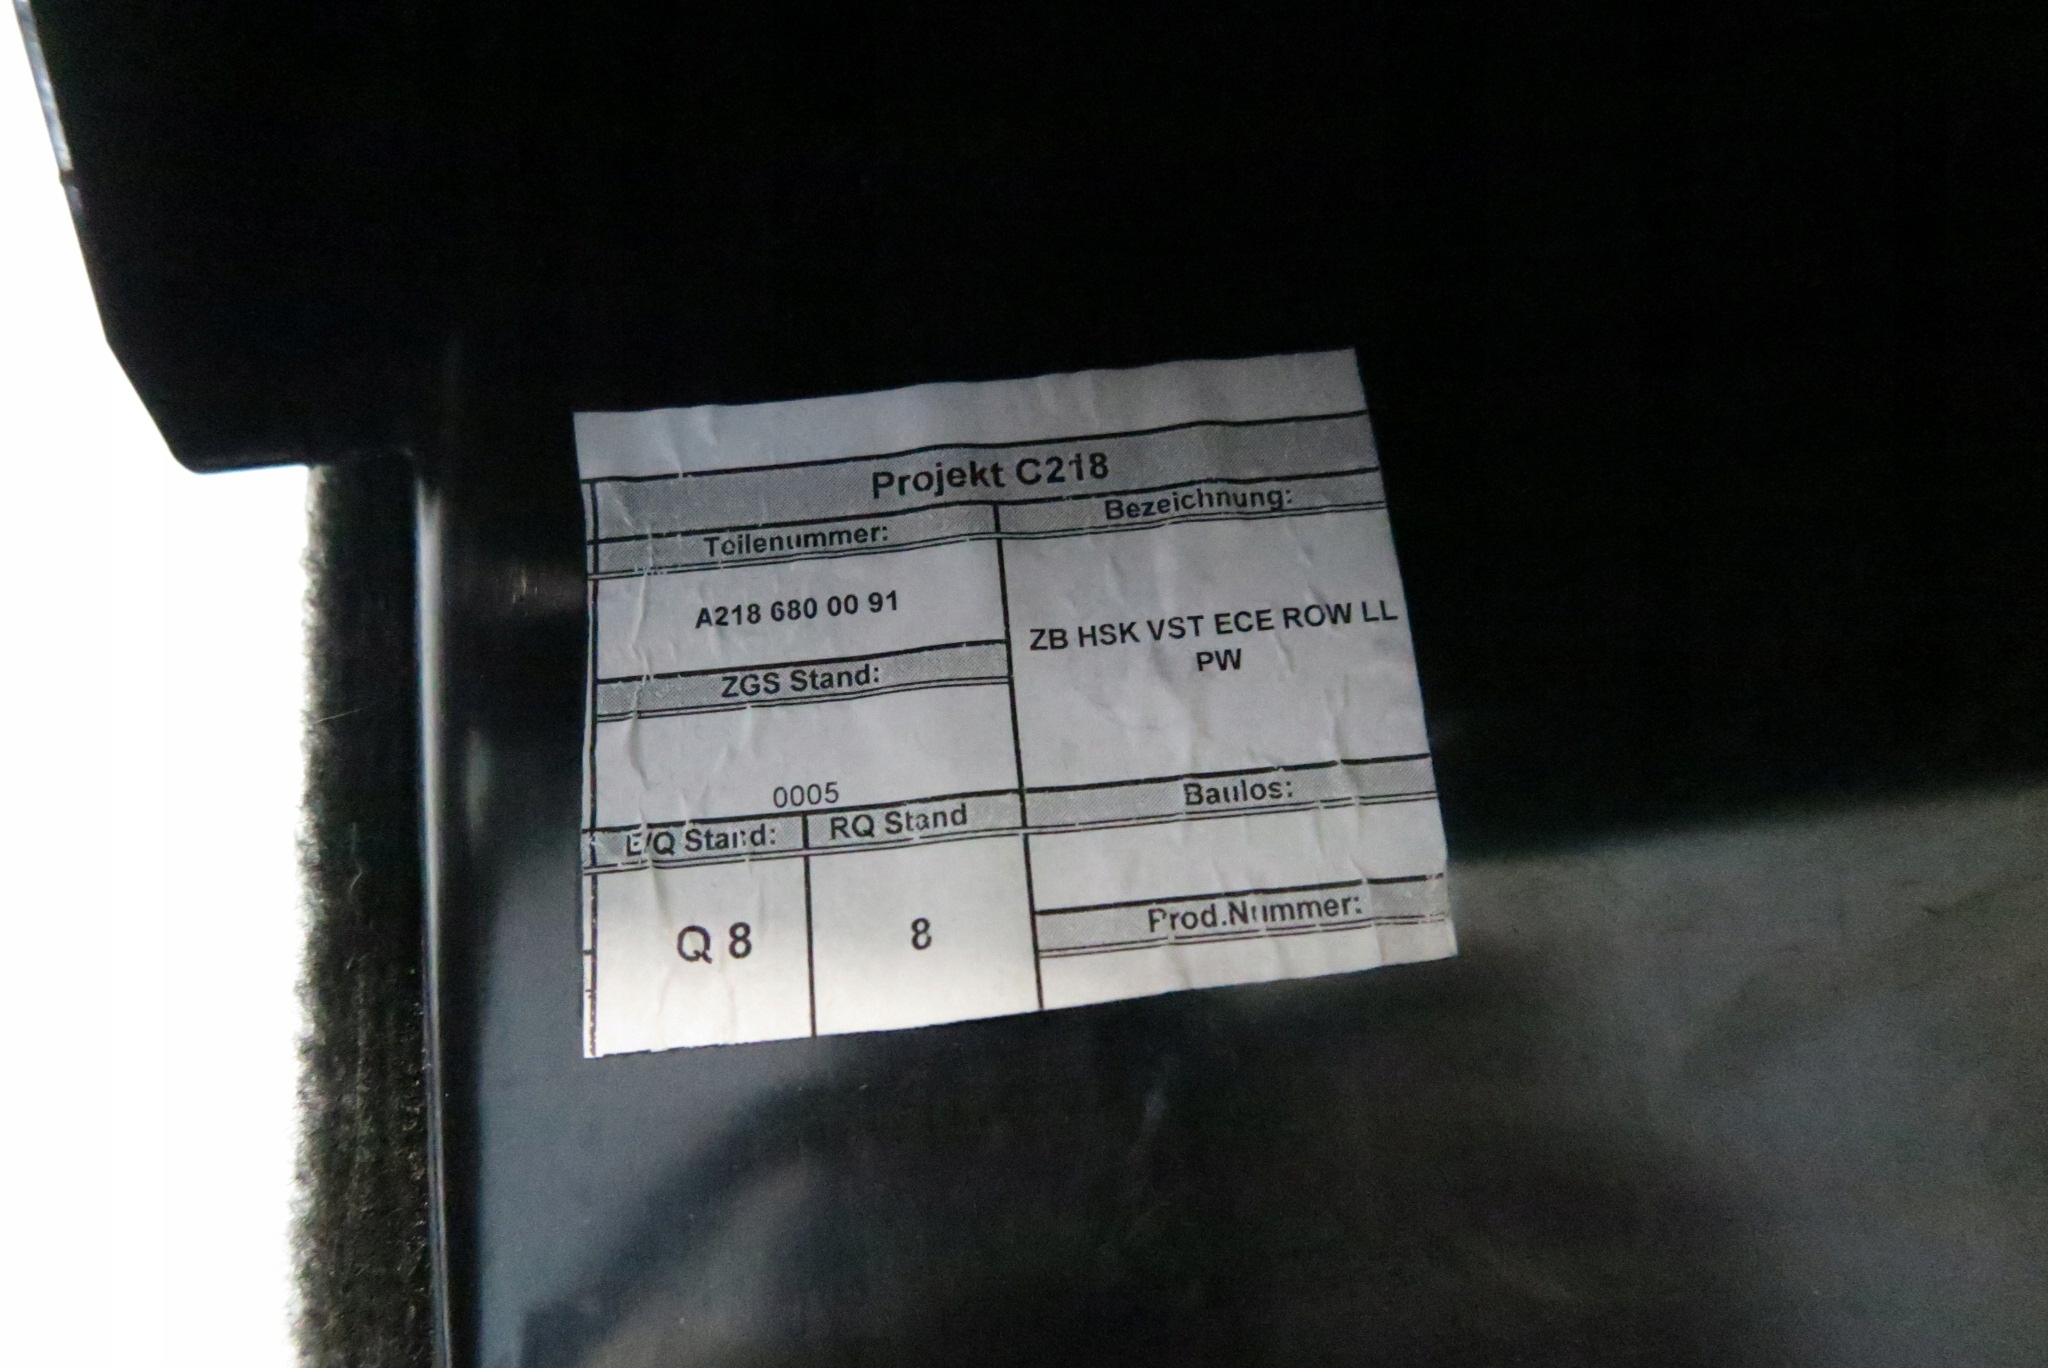 Projekt C218
Teilenummer:
Bezeichnung:
A218 680 00 91
ZB HSK VST ECE ROW LL
PW
ZGS Stand:
0005
E/Q Stand:
RQ Stand
Baulos:
Q 8
8
Prod.Nummer: